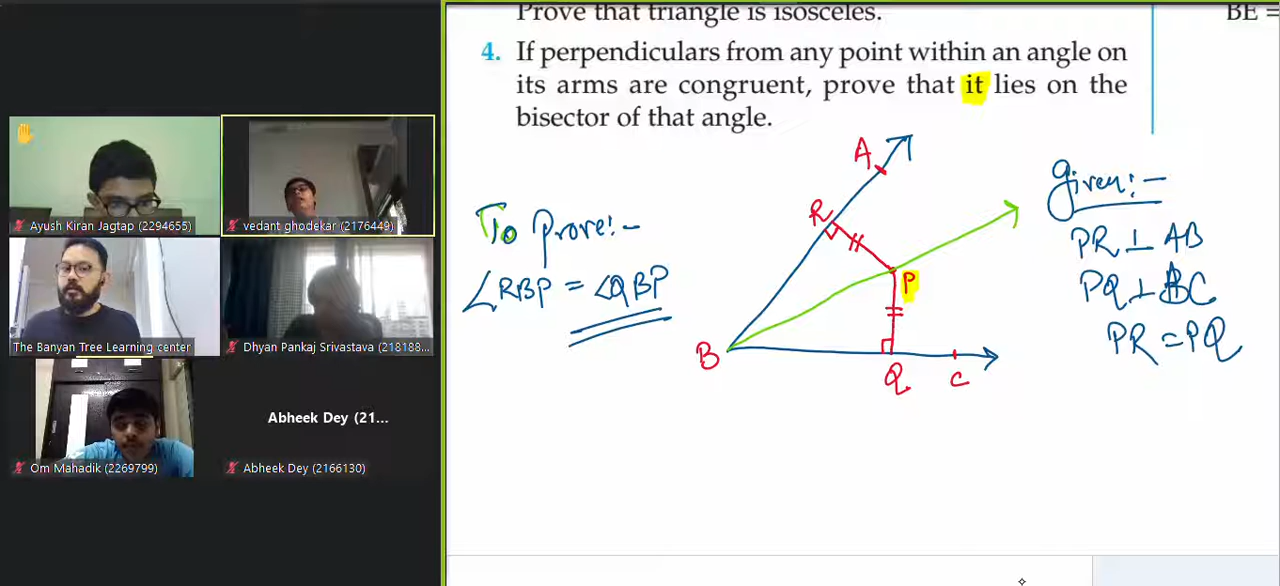 Prove that triangle is isosceles.
BE =
4. If perpendiculars from any point within an angle on
its arms are congruent, prove that it lies on the
bisector of that angle.
To Prove:-
∠RBP = ∠QBP
A
R
P
B
Q
C
Given:-
PR ⊥ AB
PQ ⊥ BC
PR = PQ
Ayush Kiran Jagtap (2294655)
vedant ghodekar (2176449)
The Banyan Tree Learning center
Dhyan Pankaj Srivastava (218188...
Abheek Dey (21...
Om Mahadik (2269799)
Abheek Dey (2166130)